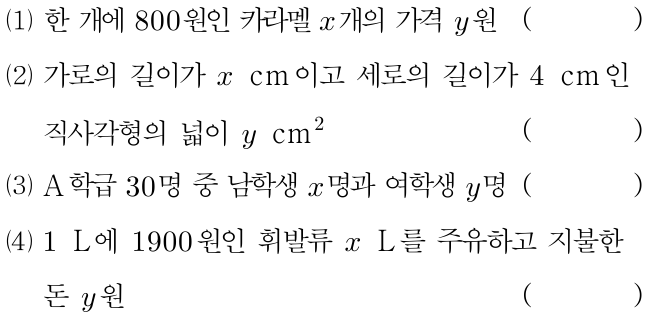 (1) 한 개에 800원인 카라멜 x개의 가격 y원 ( )
(2) 가로의 길이가 x cm이고 세로의 길이가 4 cm인
직사각형의 넓이 y cm² ( )
(3) A학급 30명 중 남학생 x명과 여학생 y명 ( )
(4) 1 L에 1900원인 휘발류 x L를 주유하고 지불한
돈 y원 ( )